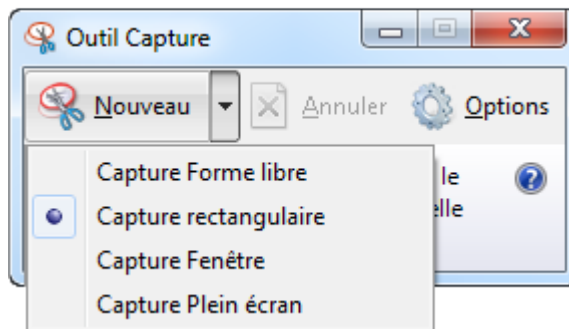 Outil Capture
Nouveau Annuler Options
Capture Forme libre
le
Capture rectangulaire
elle
Capture Fenêtre
Capture Plein écran